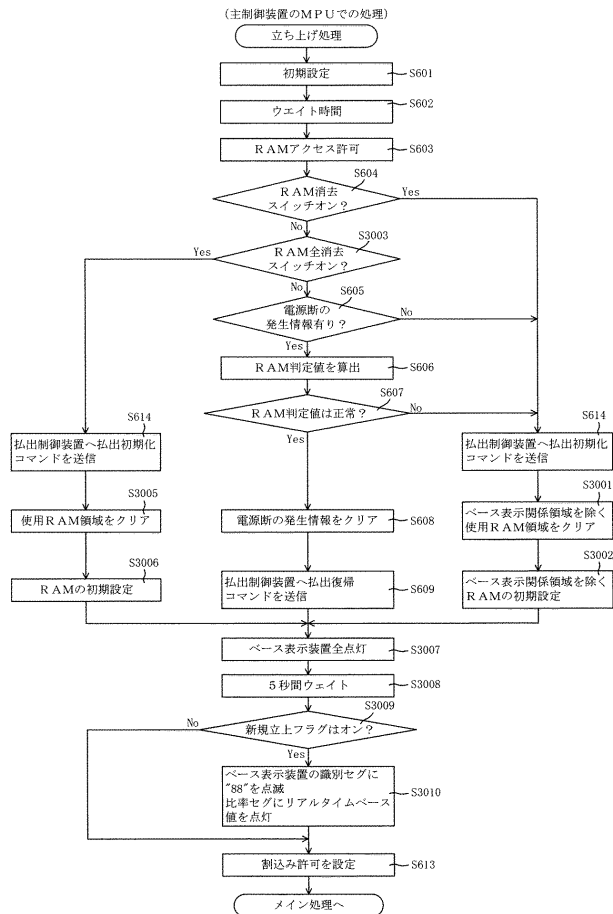 (主制御装置のMPUでの処理)
立ち上げ処理
初期設定
S601
ウエイト時間
S602
RAMアクセス許可
S603
S604
RAM消去
スイッチオン?
Yes
No
S3003
Yes
RAM全消去
スイッチオン?
No
S605
電源断の
発生情報有り?
No
Yes
RAM判定値を算出
S606
S607
RAM判定値は正常?
No
Yes
S614
払出制御装置へ払出初期化
コマンドを送信
S614
払出制御装置へ払出初期化
コマンドを送信
S3005
使用RAM領域をクリア
電源断の発生情報をクリア
S608
S3001
ベース表示関係領域を除く
使用RAM領域をクリア
S3006
RAMの初期設定
払出制御装置へ払出復帰
コマンドを送信
S609
S3002
ベース表示関係領域を除く
RAMの初期設定
ベース表示装置全点灯
S3007
5秒間ウェイト
S3008
S3009
No
新規立上フラグはオン?
Yes
ベース表示装置の識別セグに
"88"を点滅
比率セグにリアルタイムベース
値を点灯
S3010
割込み許可を設定
S613
メイン処理へ